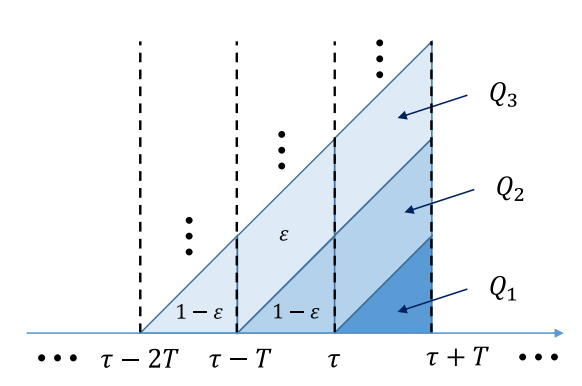 Q₃
Q₂
ε
1 − ε
1 − ε
Q₁
••• τ − 2T τ − T τ τ + T •••